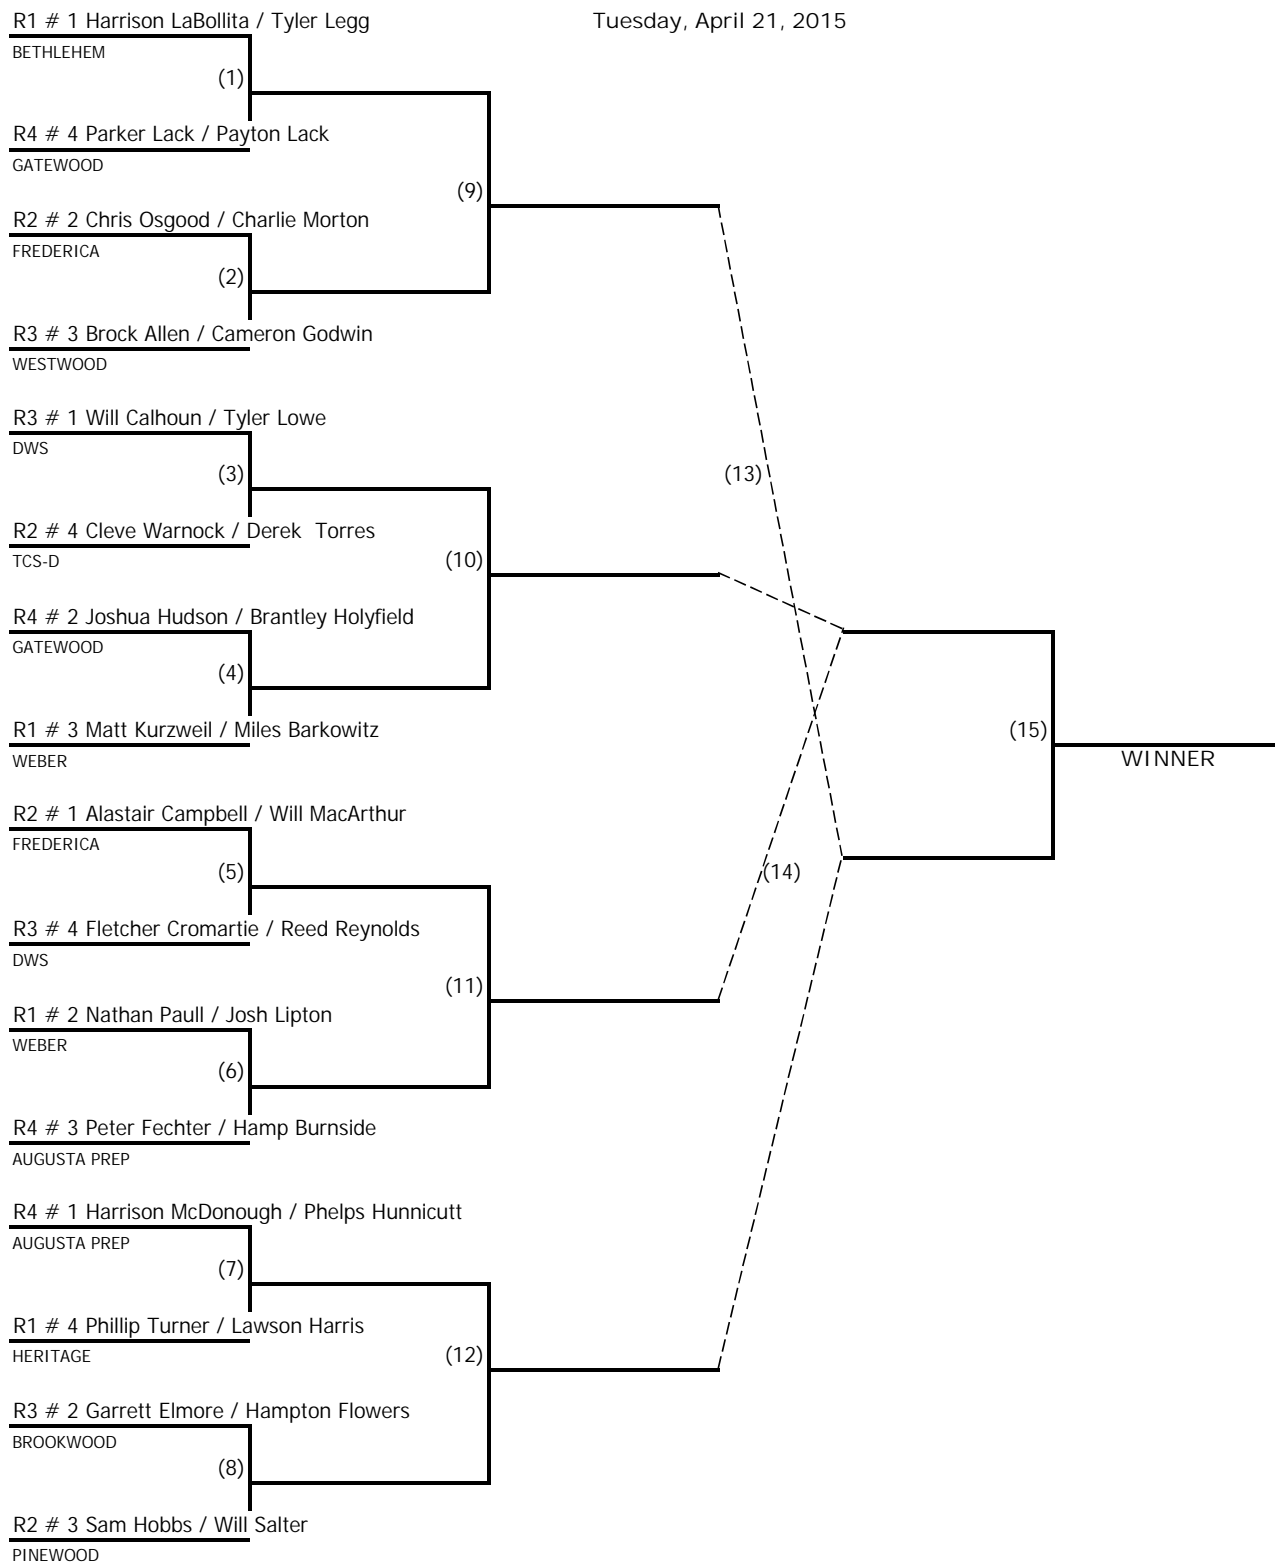 R1 # 1 Harrison LaBollita / Tyler Legg
Tuesday, April 21, 2015
BETHLEHEM
(1)
R4 # 4 Parker Lack / Payton Lack
GATEWOOD
(9)
R2 # 2 Chris Osgood / Charlie Morton
FREDERICA
(2)
R3 # 3 Brock Allen / Cameron Godwin
WESTWOOD
R3 # 1 Will Calhoun / Tyler Lowe
DWS
(3)
(13)
R2 # 4 Cleve Warnock / Derek  Torres
TCS-D
(10)
R4 # 2 Joshua Hudson / Brantley Holyfield
GATEWOOD
(4)
R1 # 3 Matt Kurzweil / Miles Barkowitz
WEBER
(15)
WINNER
R2 # 1 Alastair Campbell / Will MacArthur
FREDERICA
(5)
(14)
R3 # 4 Fletcher Cromartie / Reed Reynolds
DWS
(11)
R1 # 2 Nathan Paull / Josh Lipton
WEBER
(6)
R4 # 3 Peter Fechter / Hamp Burnside
AUGUSTA PREP
R4 # 1 Harrison McDonough / Phelps Hunnicutt
AUGUSTA PREP
(7)
R1 # 4 Phillip Turner / Lawson Harris
HERITAGE
(12)
R3 # 2 Garrett Elmore / Hampton Flowers
BROOKWOOD
(8)
R2 # 3 Sam Hobbs / Will Salter
PINEWOOD